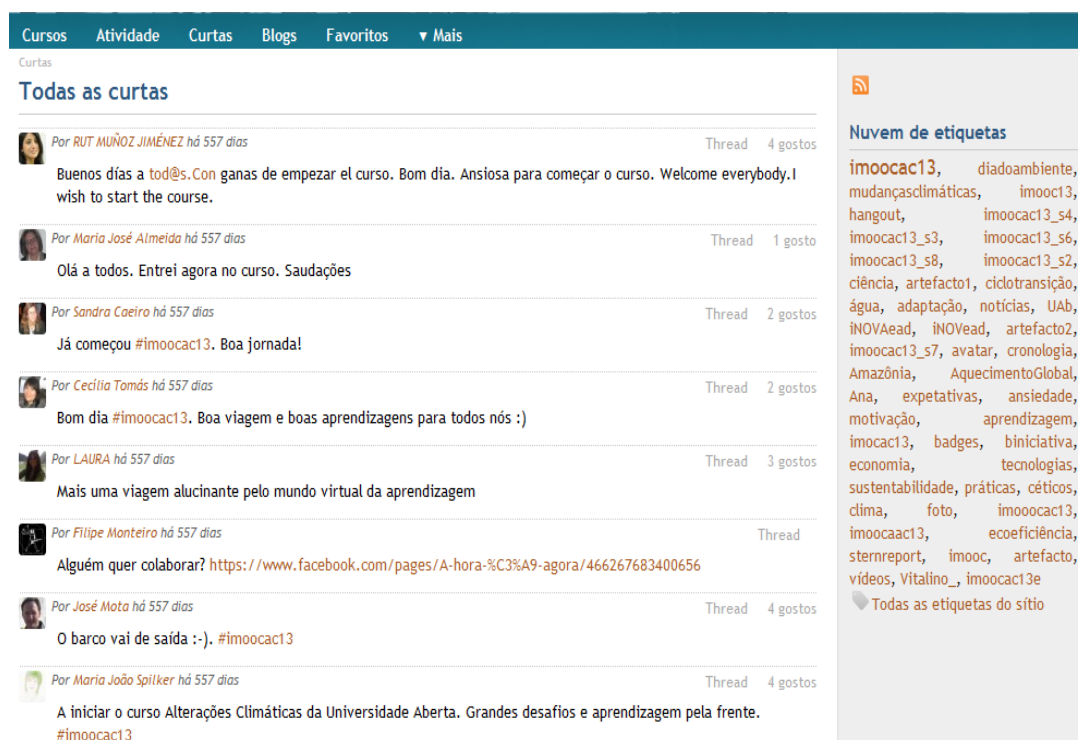 Cursos Atividade Curtas Blogs Favoritos ▾ Mais
Curtas
Todas as curtas
Por RUT MUÑOZ JIMÉNEZ há 557 dias Thread 4 gostos
Buenos días a tod@s.Con ganas de empezar el curso. Bom dia. Ansiosa para começar o curso. Welcome everybody.I
wish to start the course.
Por Maria José Almeida há 557 dias Thread 1 gosto
Olá a todos. Entrei agora no curso. Saudações
Por Sandra Caeiro há 557 dias Thread 2 gostos
Já começou #imoocac13. Boa jornada!
Por Cecília Tomás há 557 dias Thread 2 gostos
Bom dia #imoocac13. Boa viagem e boas aprendizagens para todos nós :)
Por LAURA há 557 dias Thread 3 gostos
Mais uma viagem alucinante pelo mundo virtual da aprendizagem
Por Filipe Monteiro há 557 dias Thread
Alguém quer colaborar? https://www.facebook.com/pages/A-hora-%C3%A9-agora/466267683400656
Por José Mota há 557 dias Thread 4 gostos
O barco vai de saída :-). #imoocac13
Por Maria João Spilker há 557 dias Thread 4 gostos
A iniciar o curso Alterações Climáticas da Universidade Aberta. Grandes desafios e aprendizagem pela frente.
#imoocac13
Nuvem de etiquetas
imoocac13, diadoambiente,
mudançasclimáticas, imooc13,
hangout, imoocac13_s4,
imoocac13_s3, imoocac13_s6,
imoocac13_s8, imoocac13_s2,
ciência, artefacto1, ciclotransição,
água, adaptação, notícias, UAb,
iNOVAead, iNOVead, artefacto2,
imoocac13_s7, avatar, cronologia,
Amazônia, AquecimentoGlobal,
Ana, expetativas, ansiedade,
motivação, aprendizagem,
imocac13, badges, biniciativa,
economia, tecnologias,
sustentabilidade, práticas, céticos,
clima, foto, imooocac13,
imoocaac13, ecoeficiência,
sternreport, imooc, artefacto,
vídeos, Vitalino_, imoocac13e
Todas as etiquetas do sítio